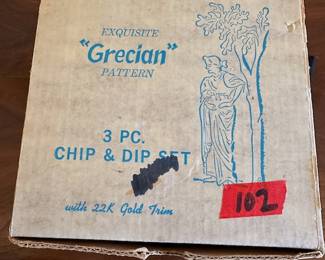 EXQUISITE
"Grecian"
PATTERN
3 PC.
CHIP & DIP SET
with 22K Gold Trim
102